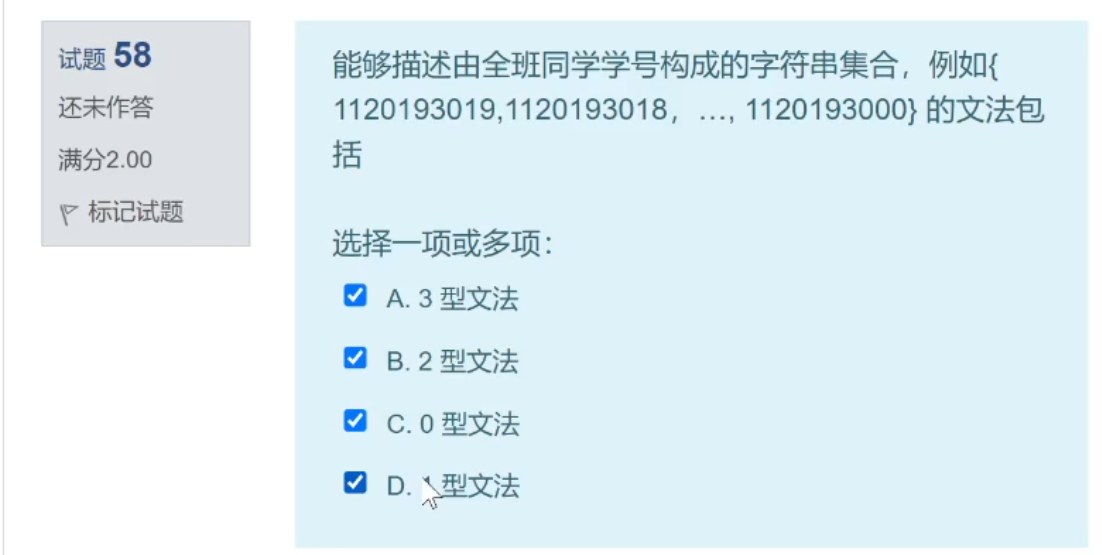 试题 58
还未作答
满分2.00
标记试题
能够描述由全班同学学号构成的字符串集合，例如{
1120193019,1120193018，…, 1120193000} 的文法包
括
选择一项或多项：
A. 3 型文法
B. 2 型文法
C. 0 型文法
D. 型文法